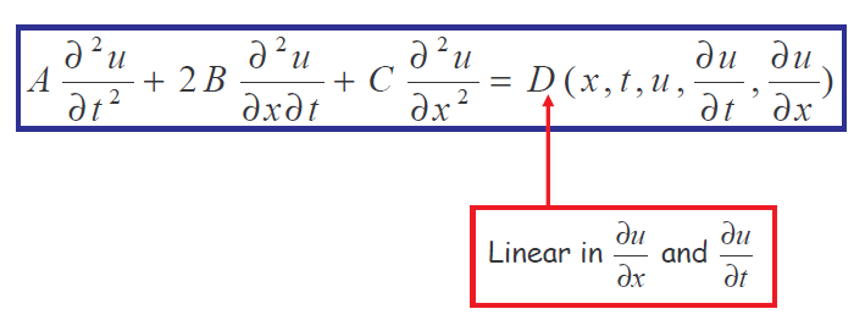 A ∂²u/∂t² + 2B ∂²u/∂x∂t + C ∂²u/∂x² = D(x,t,u,∂u/∂t,∂u/∂x)
Linear in ∂u/∂x and ∂u/∂t